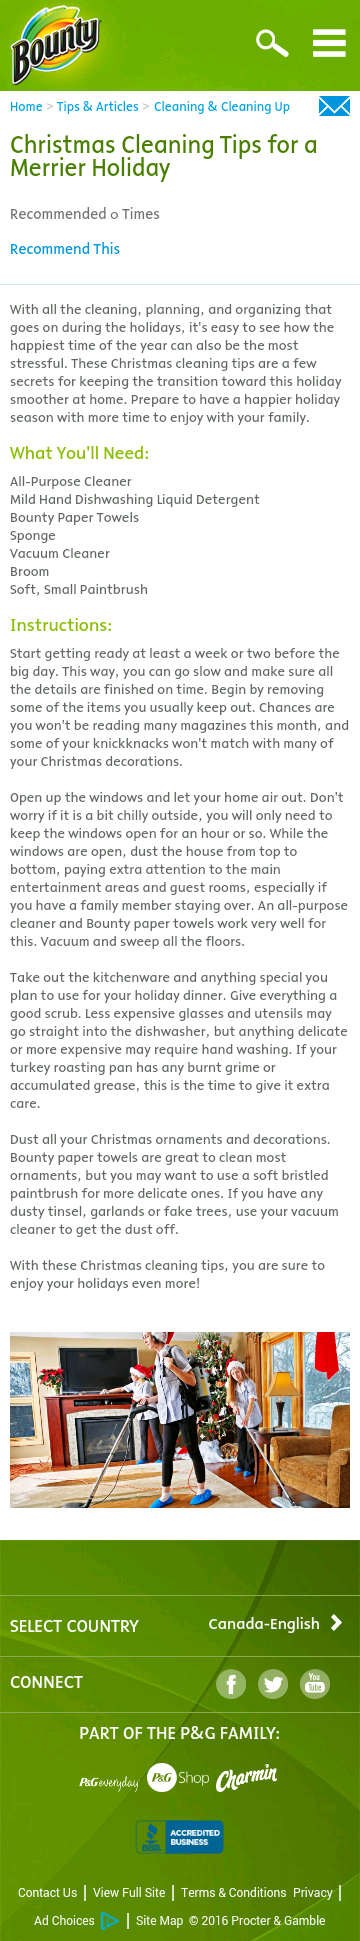 Bounty
Home > Tips & Articles > Cleaning & Cleaning Up
Christmas Cleaning Tips for a
Merrier Holiday
Recommended 0 Times
Recommend This
With all the cleaning, planning, and organizing that
goes on during the holidays, it's easy to see how the
happiest time of the year can also be the most
stressful. These Christmas cleaning tips are a few
secrets for keeping the transition toward this holiday
smoother at home. Prepare to have a happier holiday
season with more time to enjoy with your family.
What You'll Need:
All-Purpose Cleaner
Mild Hand Dishwashing Liquid Detergent
Bounty Paper Towels
Sponge
Vacuum Cleaner
Broom
Soft, Small Paintbrush
Instructions:
Start getting ready at least a week or two before the
big day. This way, you can go slow and make sure all
the details are finished on time. Begin by removing
some of the items you usually keep out. Chances are
you won't be reading many magazines this month, and
some of your knickknacks won't match with many of
your Christmas decorations.
Open up the windows and let your home air out. Don't
worry if it is a bit chilly outside, you will only need to
keep the windows open for an hour or so. While the
windows are open, dust the house from top to
bottom, paying extra attention to the main
entertainment areas and guest rooms, especially if
you have a family member staying over. An all-purpose
cleaner and Bounty paper towels work very well for
this. Vacuum and sweep all the floors.
Take out the kitchenware and anything special you
plan to use for your holiday dinner. Give everything a
good scrub. Less expensive glasses and utensils may
go straight into the dishwasher, but anything delicate
or more expensive may require hand washing. If your
turkey roasting pan has any burnt grime or
accumulated grease, this is the time to give it extra
care.
Dust all your Christmas ornaments and decorations.
Bounty paper towels are great to clean most
ornaments, but you may want to use a soft bristled
paintbrush for more delicate ones. If you have any
dusty tinsel, garlands or fake trees, use your vacuum
cleaner to get the dust off.
With these Christmas cleaning tips, you are sure to
enjoy your holidays even more!
SELECT COUNTRY Canada-English
CONNECT f You Tube
PART OF THE P&G FAMILY:
P&G everyday P&G Shop Charmin
BBB ACCREDITED BUSINESS
Contact Us | View Full Site | Terms & Conditions Privacy |
Ad Choices | Site Map © 2016 Procter & Gamble